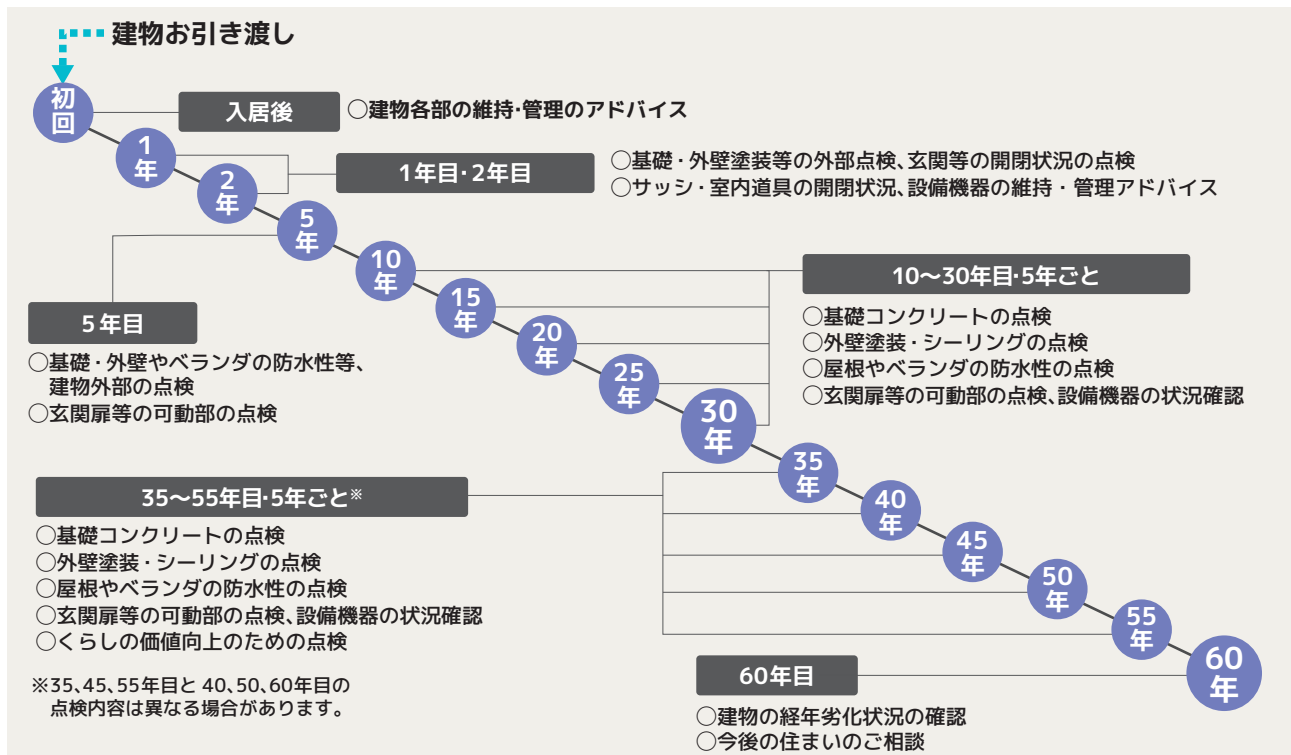 建物お引き渡し
初回
入居後
○建物各部の維持･管理のアドバイス
1年
2年
1年目･2年目
○基礎・外壁塗装等の外部点検､玄関等の開閉状況の点検
○サッシ・室内道具の開閉状況､設備機器の維持・管理アドバイス
5年
5年目
○基礎・外壁やベランダの防水性等、
建物外部の点検
○玄関扉等の可動部の点検
10年
15年
20年
25年
30年
10〜30年目･5年ごと
○基礎コンクリートの点検
○外壁塗装・シーリングの点検
○屋根やベランダの防水性の点検
○玄関扉等の可動部の点検､設備機器の状況確認
35年
40年
45年
50年
55年
35〜55年目･5年ごと※
○基礎コンクリートの点検
○外壁塗装・シーリングの点検
○屋根やベランダの防水性の点検
○玄関扉等の可動部の点検､設備機器の状況確認
○くらしの価値向上のための点検
※35､45､55年目と 40､50､60年目の
点検内容は異なる場合があります。
60年
60年目
○建物の経年劣化状況の確認
○今後の住まいのご相談